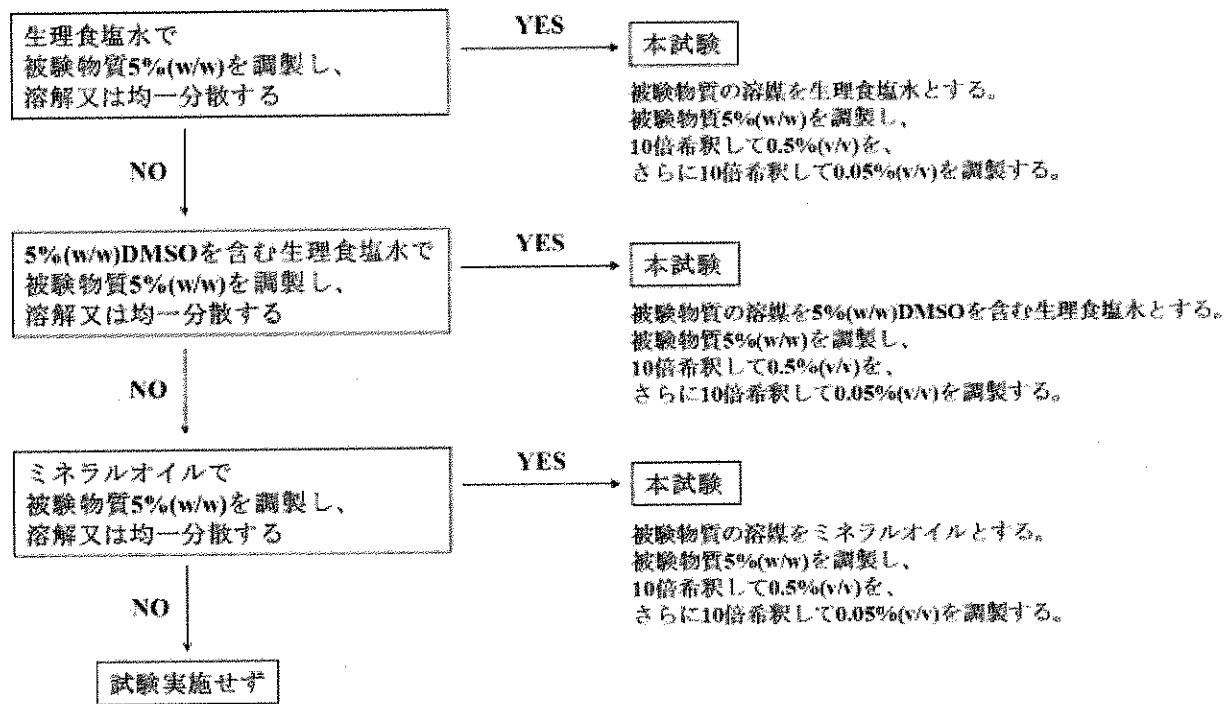 生理食塩水で
被験物質5%(w/w)を調製し、
溶解又は均一分散する
YES
本試験
被験物質の溶媒を生理食塩水とする。
被験物質5%(w/w)を調製し、
10倍希釈して0.5%(v/v)を、
さらに10倍希釈して0.05%(v/v)を調製する。
NO
5%(w/w)DMSOを含む生理食塩水で
被験物質5%(w/w)を調製し、
溶解又は均一分散する
YES
本試験
被験物質の溶媒を5%(w/w)DMSOを含む生理食塩水とする。
被験物質5%(w/w)を調製し、
10倍希釈して0.5%(v/v)を、
さらに10倍希釈して0.05%(v/v)を調製する。
NO
ミネラルオイルで
被験物質5%(w/w)を調製し、
溶解又は均一分散する
YES
本試験
被験物質の溶媒をミネラルオイルとする。
被験物質5%(w/w)を調製し、
10倍希釈して0.5%(v/v)を、
さらに10倍希釈して0.05%(v/v)を調製する。
NO
試験実施せず